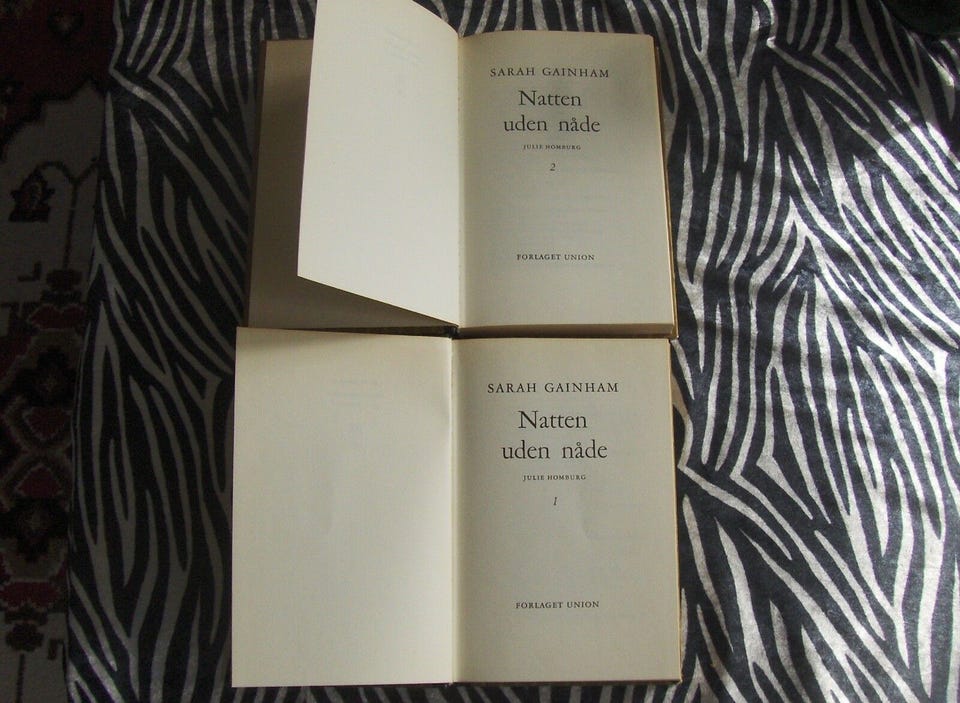 SARAH GAINHAM
Natten
uden nåde
JULIE HOMBURG
2
FORLAGET UNION
SARAH GAINHAM
Natten
uden nåde
JULIE HOMBURG
1
FORLAGET UNION